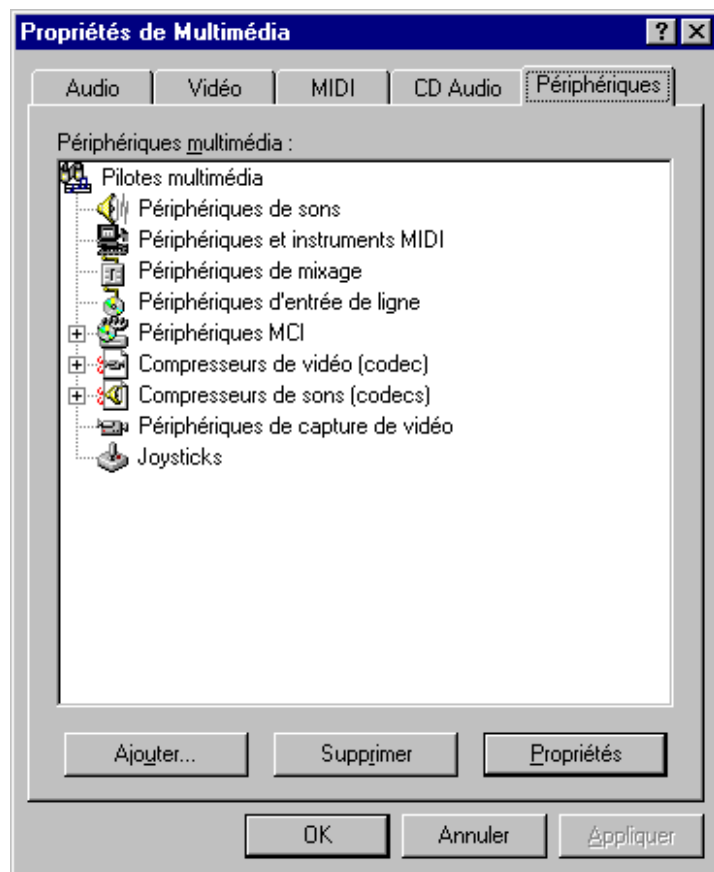 Propriétés de Multimédia
Audio Vidéo MIDI CD Audio Périphériques
Périphériques multimédia :
Pilotes multimédia
Périphériques de sons
Périphériques et instruments MIDI
Périphériques de mixage
Périphériques d'entrée de ligne
Périphériques MCI
Compresseurs de vidéo (codec)
Compresseurs de sons (codecs)
Périphériques de capture de vidéo
Joysticks
Ajouter... Supprimer Propriétés
OK Annuler Appliquer